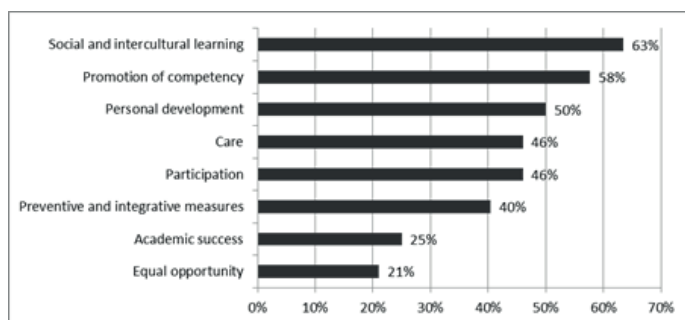 Social and intercultural learning 63%
Promotion of competency 58%
Personal development 50%
Care 46%
Participation 46%
Preventive and integrative measures 40%
Academic success 25%
Equal opportunity 21%
0% 10% 20% 30% 40% 50% 60% 70%